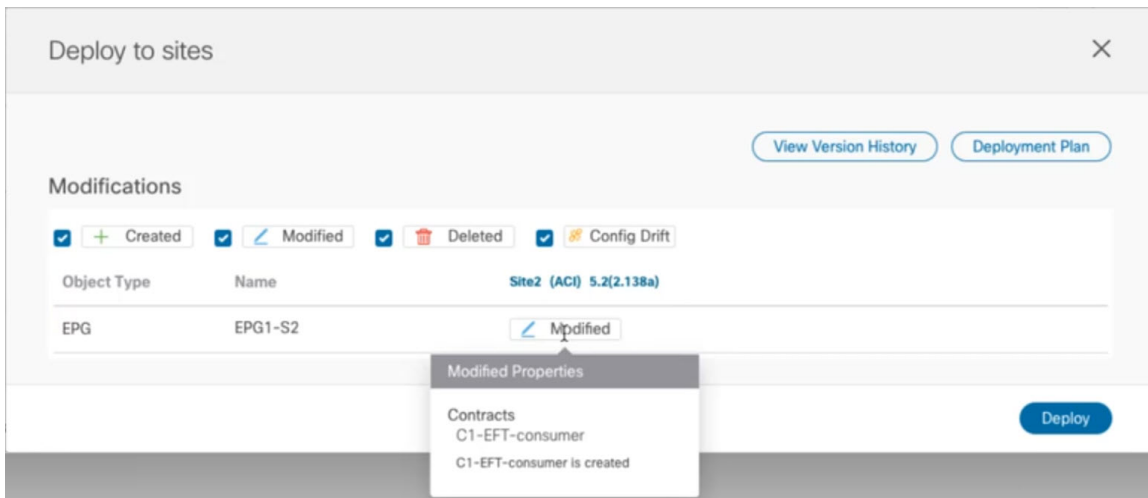 Deploy to sites
View Version History
Deployment Plan
Modifications
Created
Modified
Deleted
Config Drift
Object Type
Name
Site2 (ACI) 5.2(2.138a)
EPG
EPG1-S2
Modified
Modified Properties
Contracts
C1-EFT-consumer
C1-EFT-consumer is created
Deploy